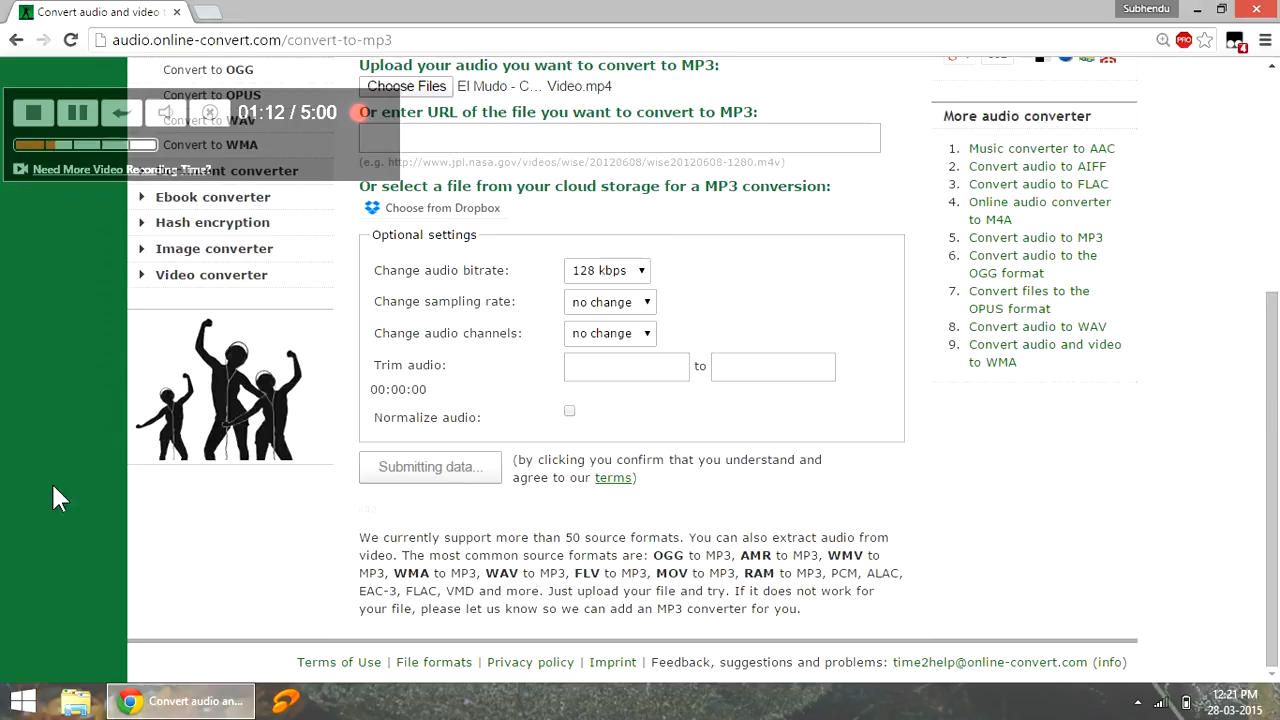 Convert audio and video t
Subhendu
audio.online-convert.com/convert-to-mp3
PRO
4
Convert to OGG
Convert to OPUS
Convert to WAV
Convert to WMA
01:12 / 5:00
Need More Video Recording Time?
Ebook converter
Hash encryption
Image converter
Video converter
Upload your audio you want to convert to MP3:
Choose Files El Mudo - C... Video.mp4
Or enter URL of the file you want to convert to MP3:
(e.g. http://www.jpl.nasa.gov/videos/wise/20120608/wise20120608-1280.m4v)
Or select a file from your cloud storage for a MP3 conversion:
Choose from Dropbox
Optional settings
Change audio bitrate: 128 kbps
Change sampling rate: no change
Change audio channels: no change
Trim audio: to
00:00:00
Normalize audio:
Submitting data...
(by clicking you confirm that you understand and
agree to our terms)
We currently support more than 50 source formats. You can also extract audio from
video. The most common source formats are: OGG to MP3, AMR to MP3, WMV to
MP3, WMA to MP3, WAV to MP3, FLV to MP3, MOV to MP3, RAM to MP3, PCM, ALAC,
EAC-3, FLAC, VMD and more. Just upload your file and try. If it does not work for
your file, please let us know so we can add an MP3 converter for you.
More audio converter
1. Music converter to AAC
2. Convert audio to AIFF
3. Convert audio to FLAC
4. Online audio converter
to M4A
5. Convert audio to MP3
6. Convert audio to the
OGG format
7. Convert files to the
OPUS format
8. Convert audio to WAV
9. Convert audio and video
to WMA
Terms of Use | File formats | Privacy policy | Imprint | Feedback, suggestions and problems: time2help@online-convert.com (info)
Convert audio an...
12:21 PM
28-03-2015